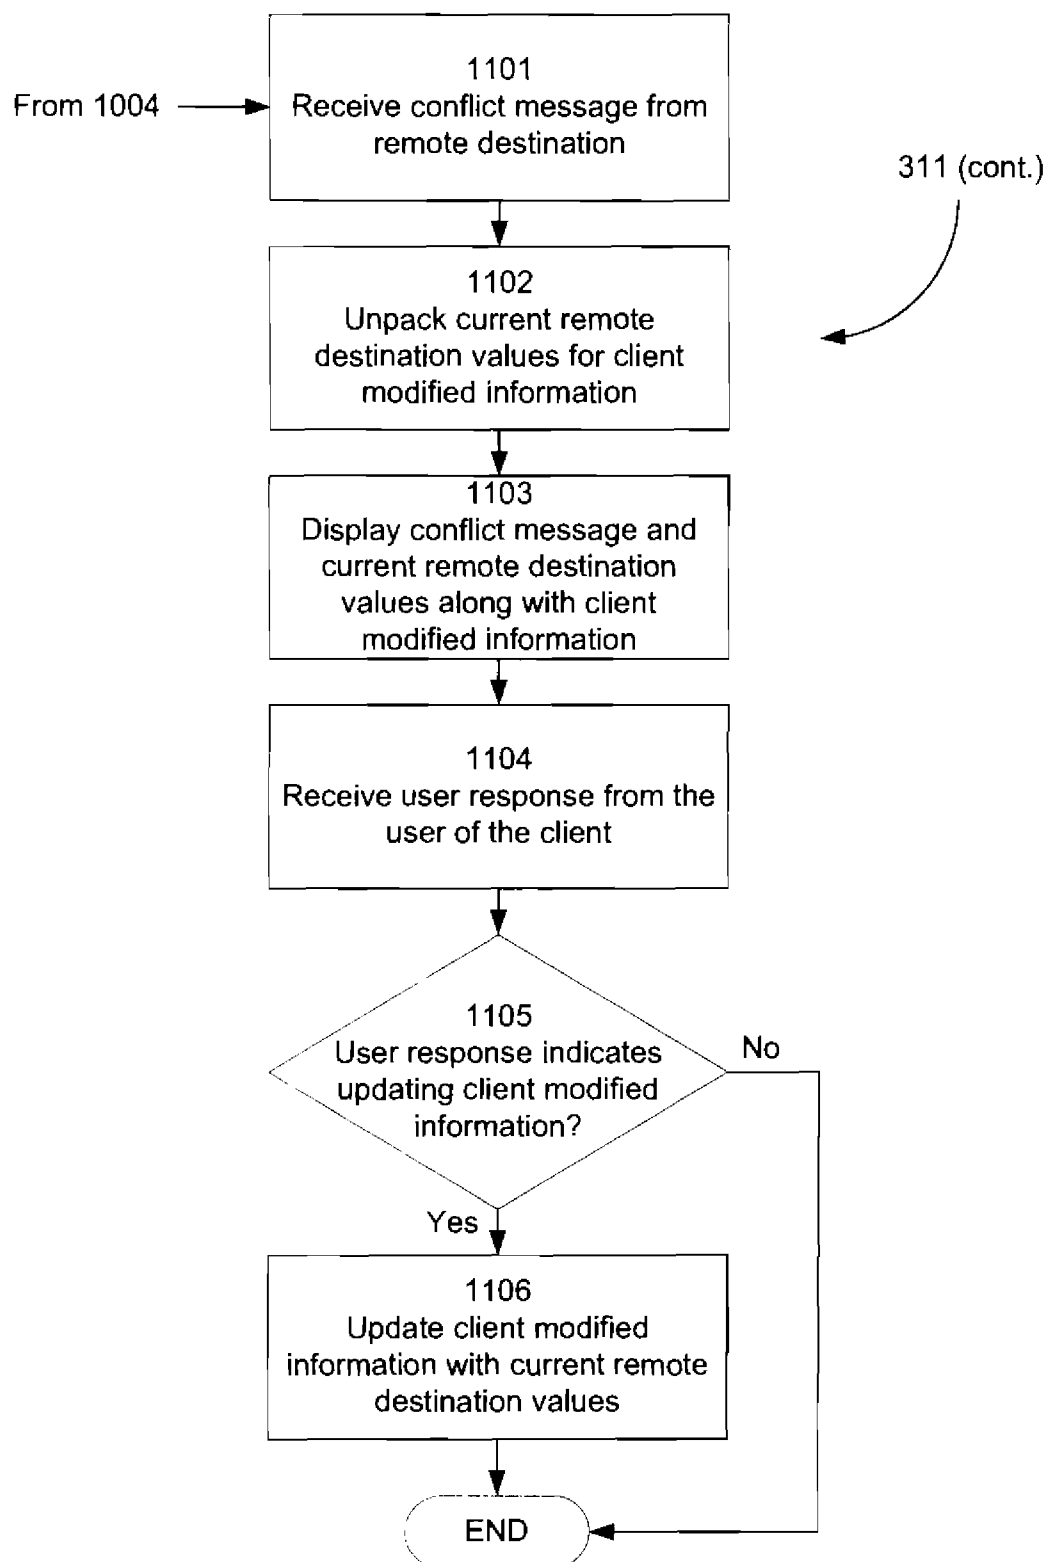 1101
From 1004
Receive conflict message from
remote destination
311 (cont.)
1102
Unpack current remote
destination values for client
modified information
1103
Display conflict message and
current remote destination
values along with client
modified information
1104
Receive user response from the
user of the client
1105
User response indicates
updating client modified
information?
No
Yes
1106
Update client modified
information with current remote
destination values
END